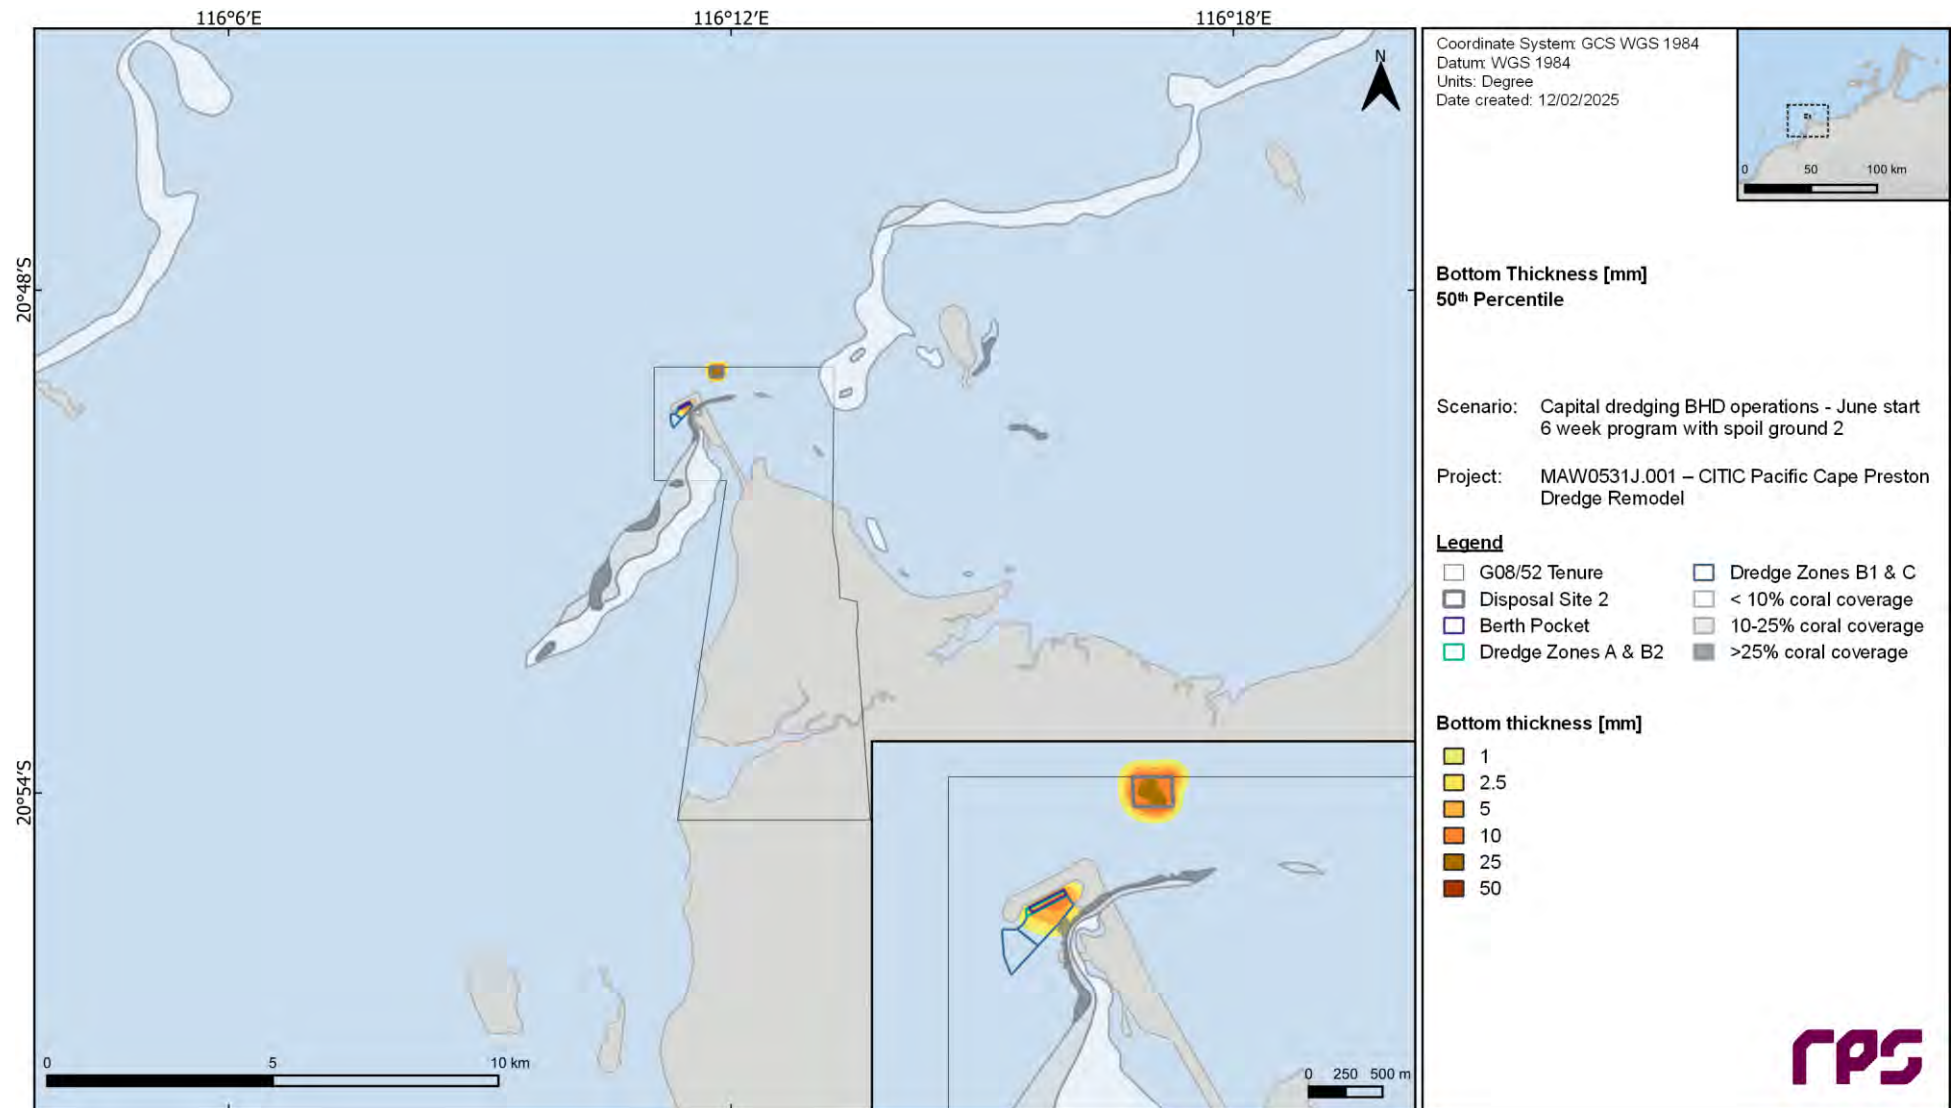 116°6′E
116°12′E
116°18′E
20°48′S
20°54′S
N
0 5 10 km
0 250 500 m
Coordinate System: GCS WGS 1984
Datum: WGS 1984
Units: Degree
Date created: 12/02/2025
0 50 100 km
Bottom Thickness [mm]
50th Percentile
Scenario: Capital dredging BHD operations - June start
6 week program with spoil ground 2
Project: MAW0531J.001 – CITIC Pacific Cape Preston
Dredge Remodel
Legend
G08/52 Tenure
Disposal Site 2
Berth Pocket
Dredge Zones A & B2
Dredge Zones B1 & C
< 10% coral coverage
10-25% coral coverage
>25% coral coverage
Bottom thickness [mm]
1
2.5
5
10
25
50
rps